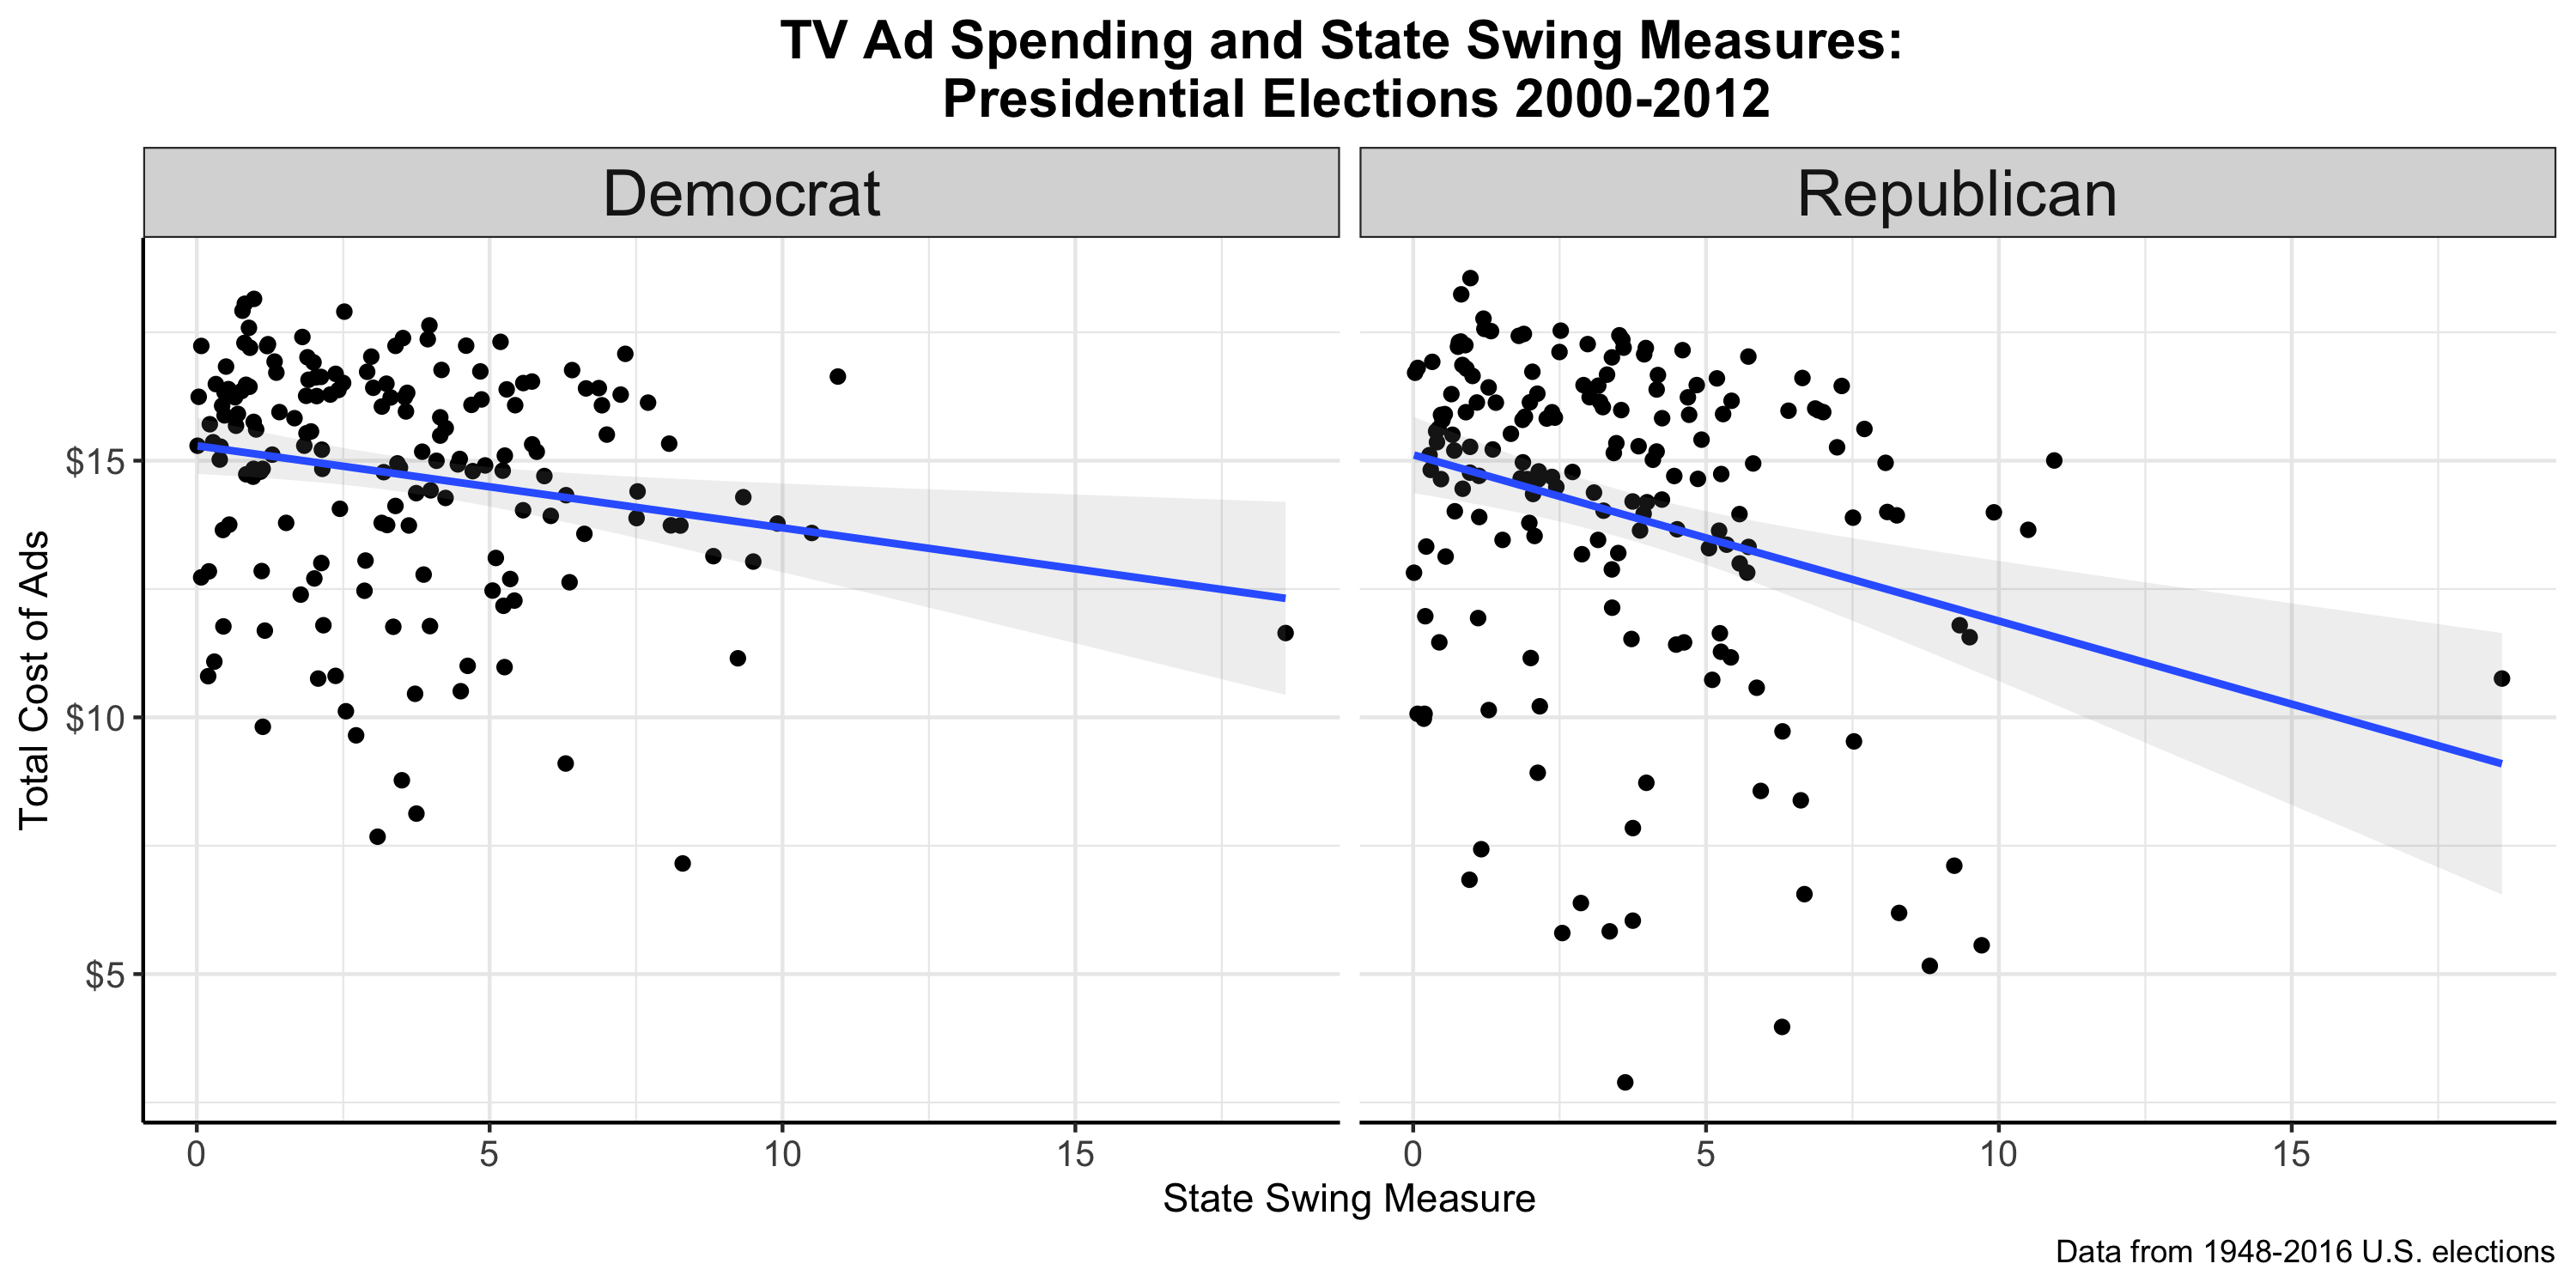 TV Ad Spending and State Swing Measures:
Presidential Elections 2000-2012
Democrat
Republican
Total Cost of Ads
$15
$10
$5
0 5 10 15
0 5 10 15
State Swing Measure
Data from 1948-2016 U.S. elections